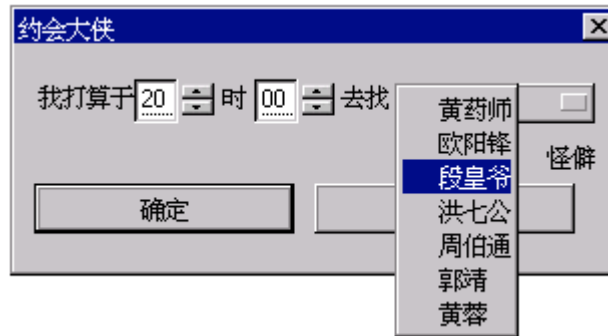 约会大侠
我打算于 20 时 00 去找
黄药师
欧阳锋
段皇爷
洪七公
周伯通
郭靖
黄蓉
怪僻
确定